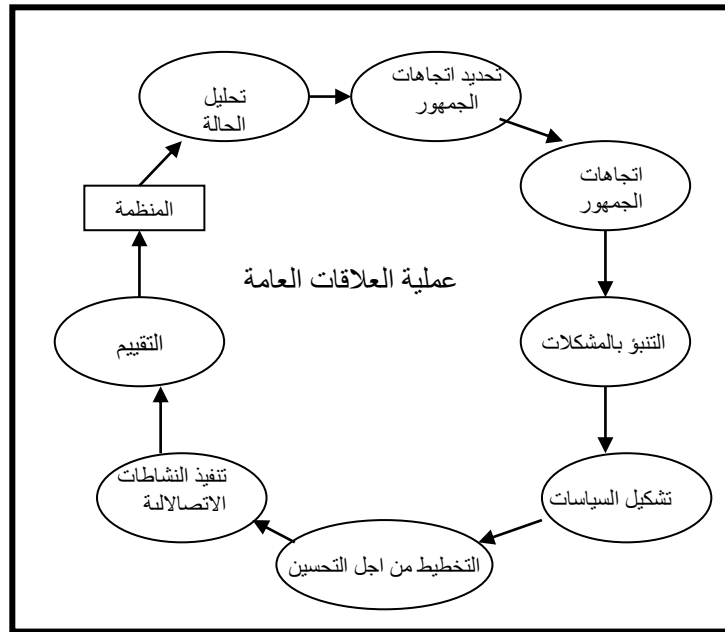 تحليل
الحالة
تحديد اتجاهات
الجمهور
اتجاهات
الجمهور
التنبؤ بالمشكلات
تشكيل السياسات
التخطيط من اجل التحسين
تنفيذ النشاطات
الاتصالالية
التقييم
المنظمة
عملية العلاقات العامة